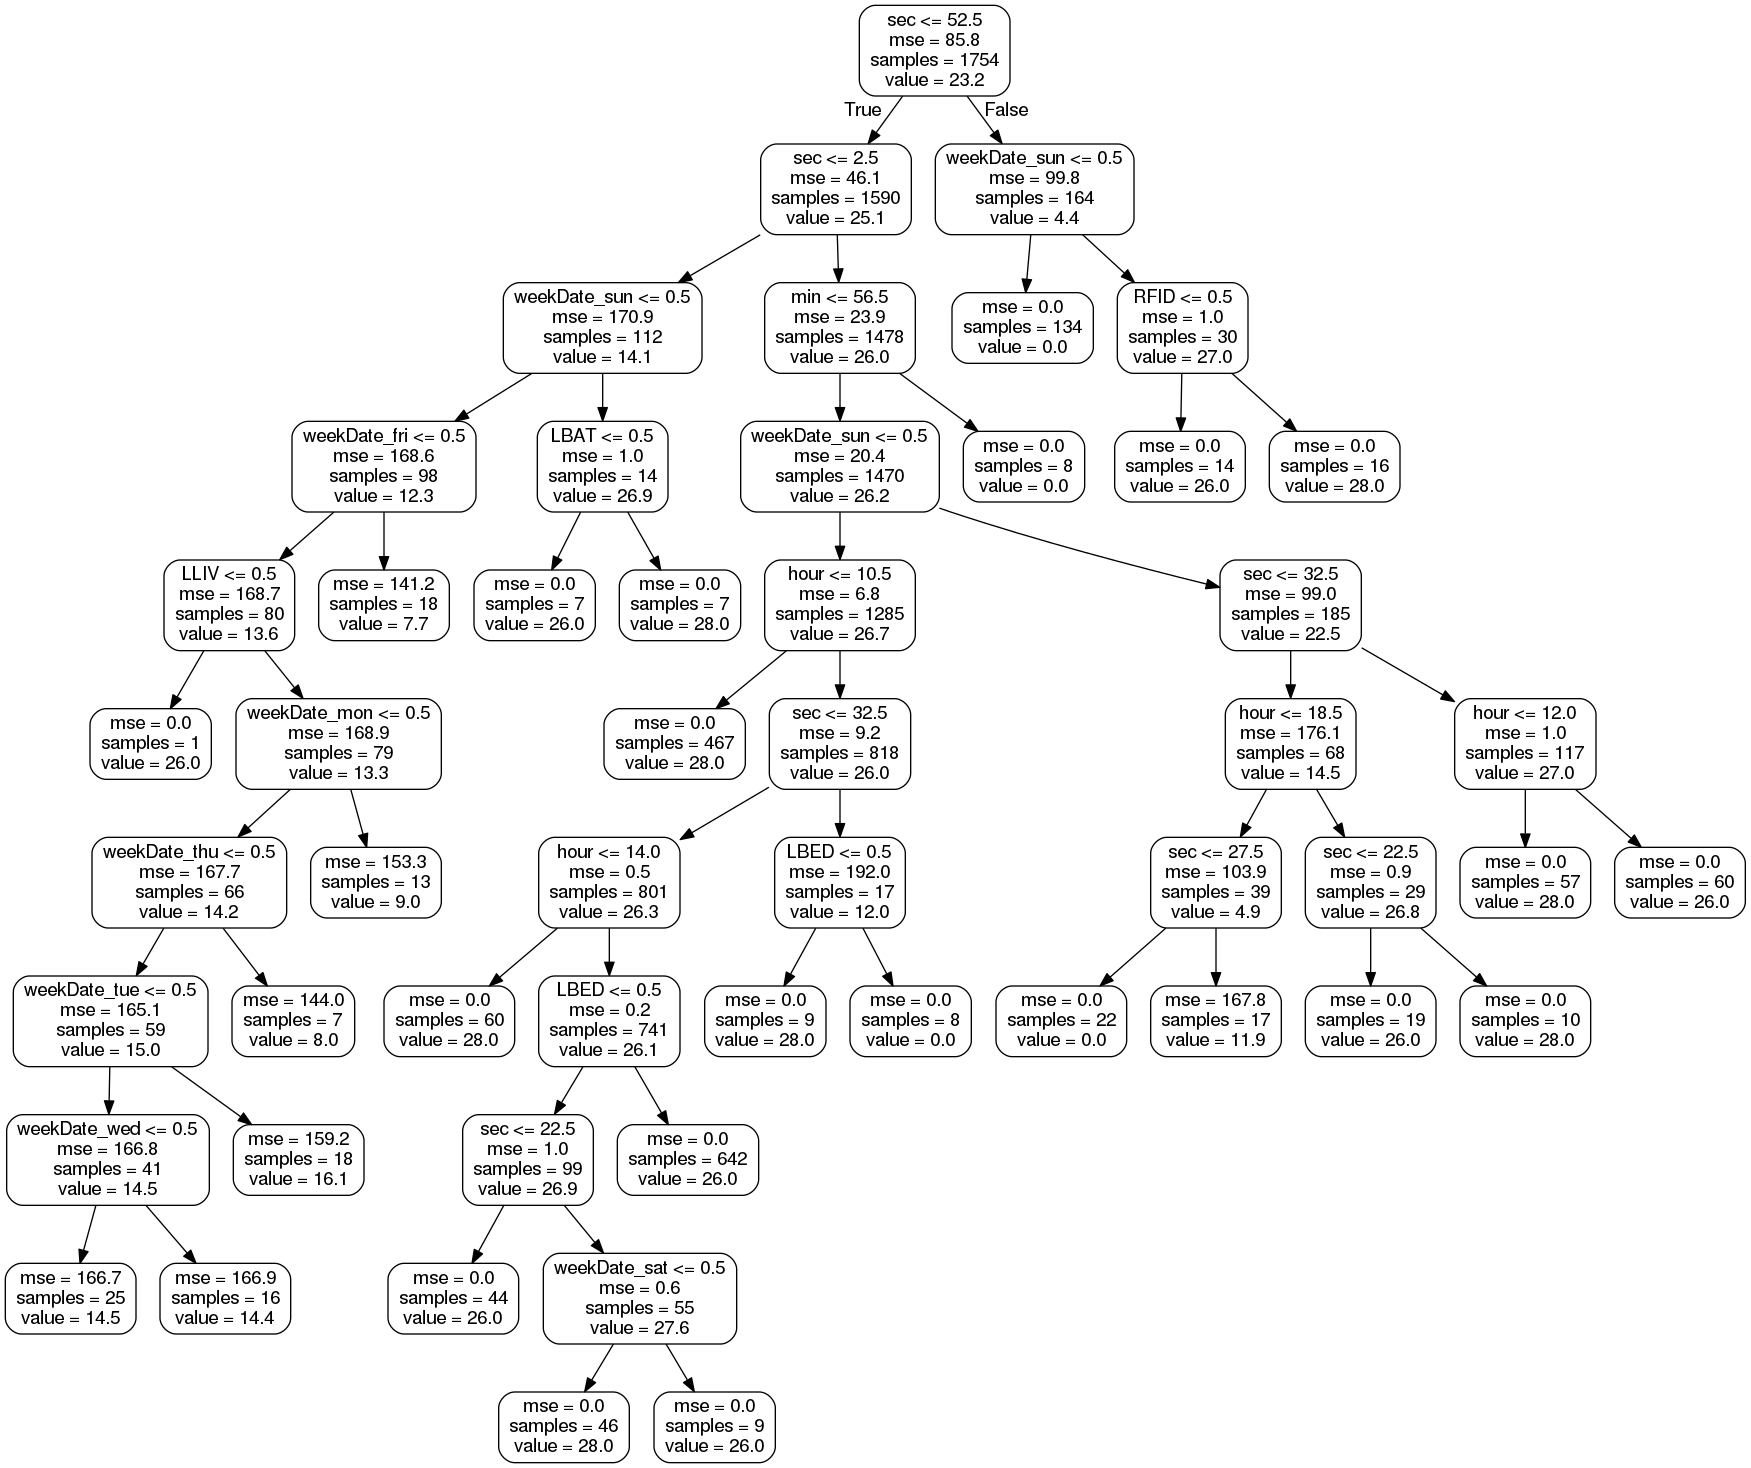 sec <= 52.5
mse = 85.8
samples = 1754
value = 23.2
True
False
sec <= 2.5
mse = 46.1
samples = 1590
value = 25.1
weekDate_sun <= 0.5
mse = 99.8
samples = 164
value = 4.4
weekDate_sun <= 0.5
mse = 170.9
samples = 112
value = 14.1
min <= 56.5
mse = 23.9
samples = 1478
value = 26.0
mse = 0.0
samples = 134
value = 0.0
RFID <= 0.5
mse = 1.0
samples = 30
value = 27.0
weekDate_fri <= 0.5
mse = 168.6
samples = 98
value = 12.3
LBAT <= 0.5
mse = 1.0
samples = 14
value = 26.9
weekDate_sun <= 0.5
mse = 20.4
samples = 1470
value = 26.2
mse = 0.0
samples = 8
value = 0.0
mse = 0.0
samples = 14
value = 26.0
mse = 0.0
samples = 16
value = 28.0
LLIV <= 0.5
mse = 168.7
samples = 80
value = 13.6
mse = 141.2
samples = 18
value = 7.7
mse = 0.0
samples = 7
value = 26.0
mse = 0.0
samples = 7
value = 28.0
hour <= 10.5
mse = 6.8
samples = 1285
value = 26.7
sec <= 32.5
mse = 99.0
samples = 185
value = 22.5
mse = 0.0
samples = 1
value = 26.0
weekDate_mon <= 0.5
mse = 168.9
samples = 79
value = 13.3
mse = 0.0
samples = 467
value = 28.0
sec <= 32.5
mse = 9.2
samples = 818
value = 26.0
hour <= 18.5
mse = 176.1
samples = 68
value = 14.5
hour <= 12.0
mse = 1.0
samples = 117
value = 27.0
weekDate_thu <= 0.5
mse = 167.7
samples = 66
value = 14.2
mse = 153.3
samples = 13
value = 9.0
hour <= 14.0
mse = 0.5
samples = 801
value = 26.3
LBED <= 0.5
mse = 192.0
samples = 17
value = 12.0
sec <= 27.5
mse = 103.9
samples = 39
value = 4.9
sec <= 22.5
mse = 0.9
samples = 29
value = 26.8
mse = 0.0
samples = 57
value = 28.0
mse = 0.0
samples = 60
value = 26.0
weekDate_tue <= 0.5
mse = 165.1
samples = 59
value = 15.0
mse = 144.0
samples = 7
value = 8.0
mse = 0.0
samples = 60
value = 28.0
LBED <= 0.5
mse = 0.2
samples = 741
value = 26.1
mse = 0.0
samples = 9
value = 28.0
mse = 0.0
samples = 8
value = 0.0
mse = 0.0
samples = 22
value = 0.0
mse = 167.8
samples = 17
value = 11.9
mse = 0.0
samples = 19
value = 26.0
mse = 0.0
samples = 10
value = 28.0
weekDate_wed <= 0.5
mse = 166.8
samples = 41
value = 14.5
mse = 159.2
samples = 18
value = 16.1
sec <= 22.5
mse = 1.0
samples = 99
value = 26.9
mse = 0.0
samples = 642
value = 26.0
mse = 166.7
samples = 25
value = 14.5
mse = 166.9
samples = 16
value = 14.4
mse = 0.0
samples = 44
value = 26.0
weekDate_sat <= 0.5
mse = 0.6
samples = 55
value = 27.6
mse = 0.0
samples = 46
value = 28.0
mse = 0.0
samples = 9
value = 26.0